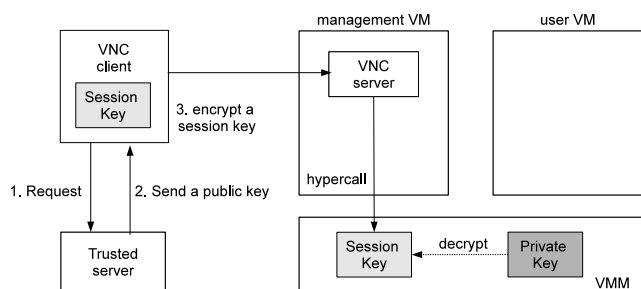 management VM
user VM
VNC
client
Session
Key
VNC
server
3. encrypt a
session key
hypercall
1. Request
2. Send a public key
Trusted
server
Session
Key
decrypt
Private
Key
VMM